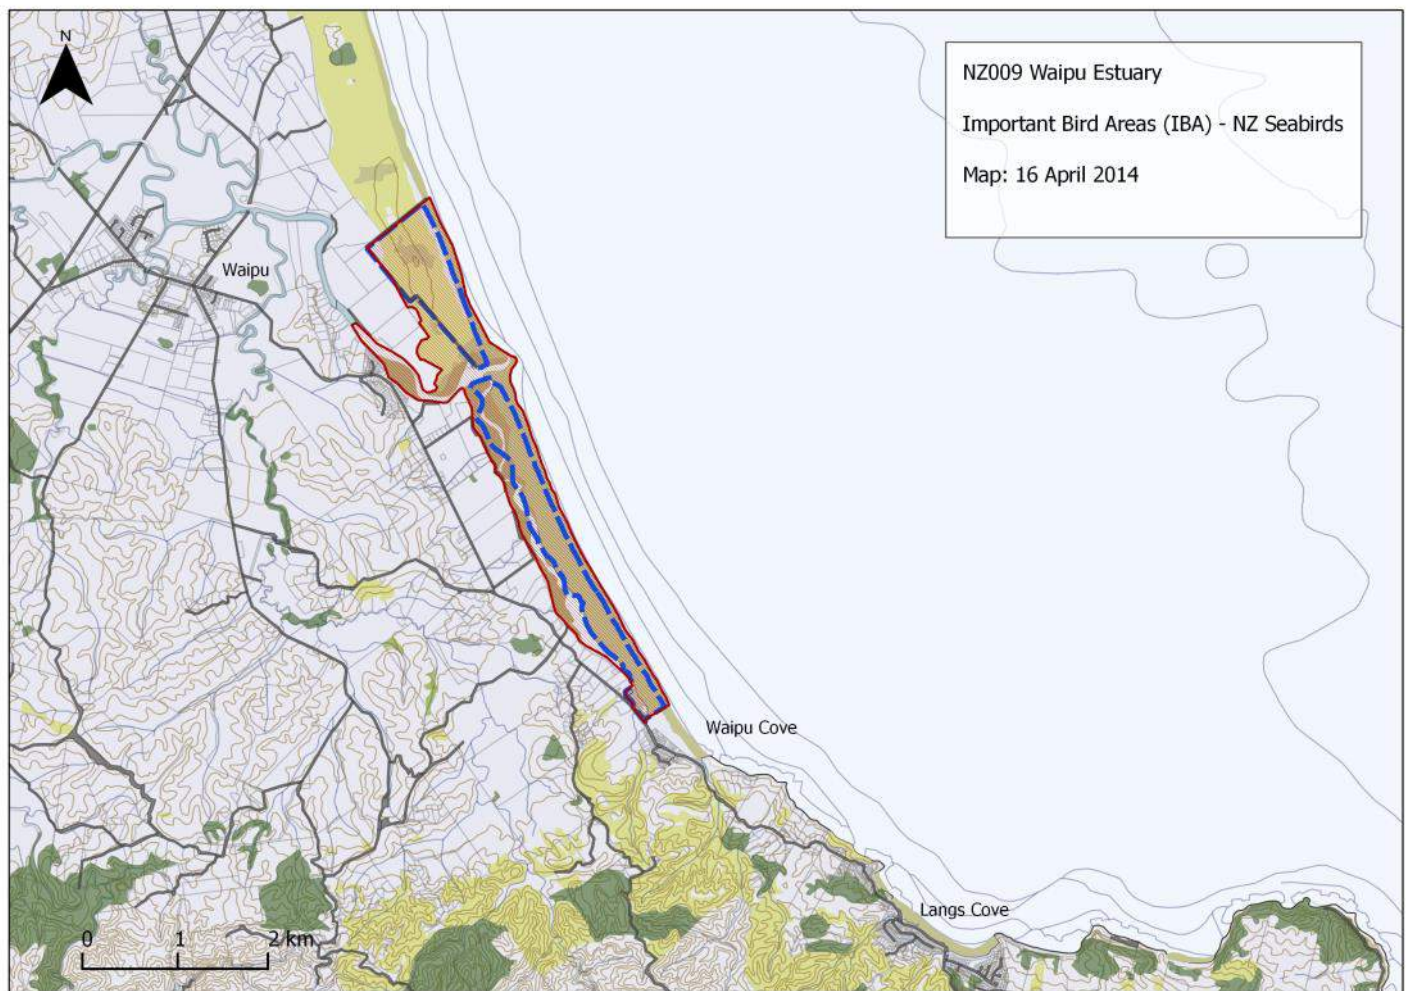 N
NZ009 Waipu Estuary
Important Bird Areas (IBA) - NZ Seabirds
Map: 16 April 2014
Waipu
Waipu Cove
Langs Cove
0 1 2 km